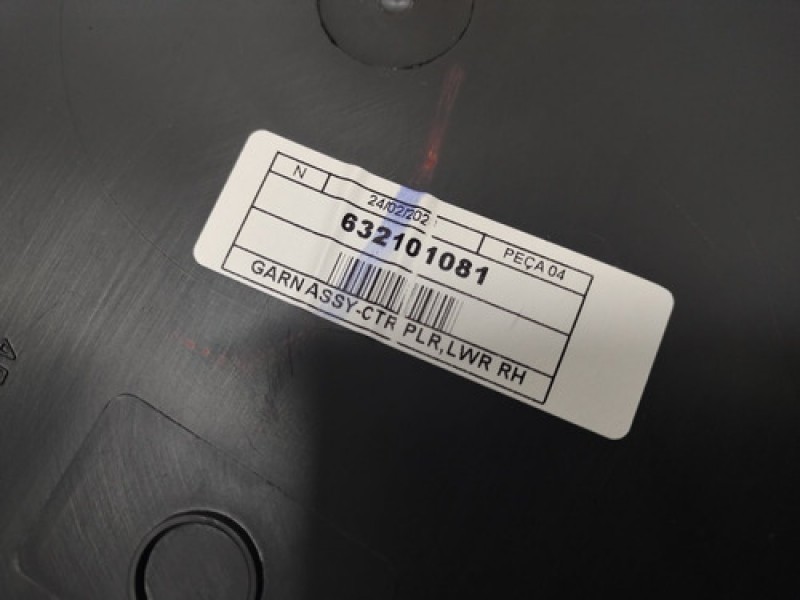 N
24/02/202
PEÇA 04
632101081
GARN ASSY-CTR PLR,LWR RH